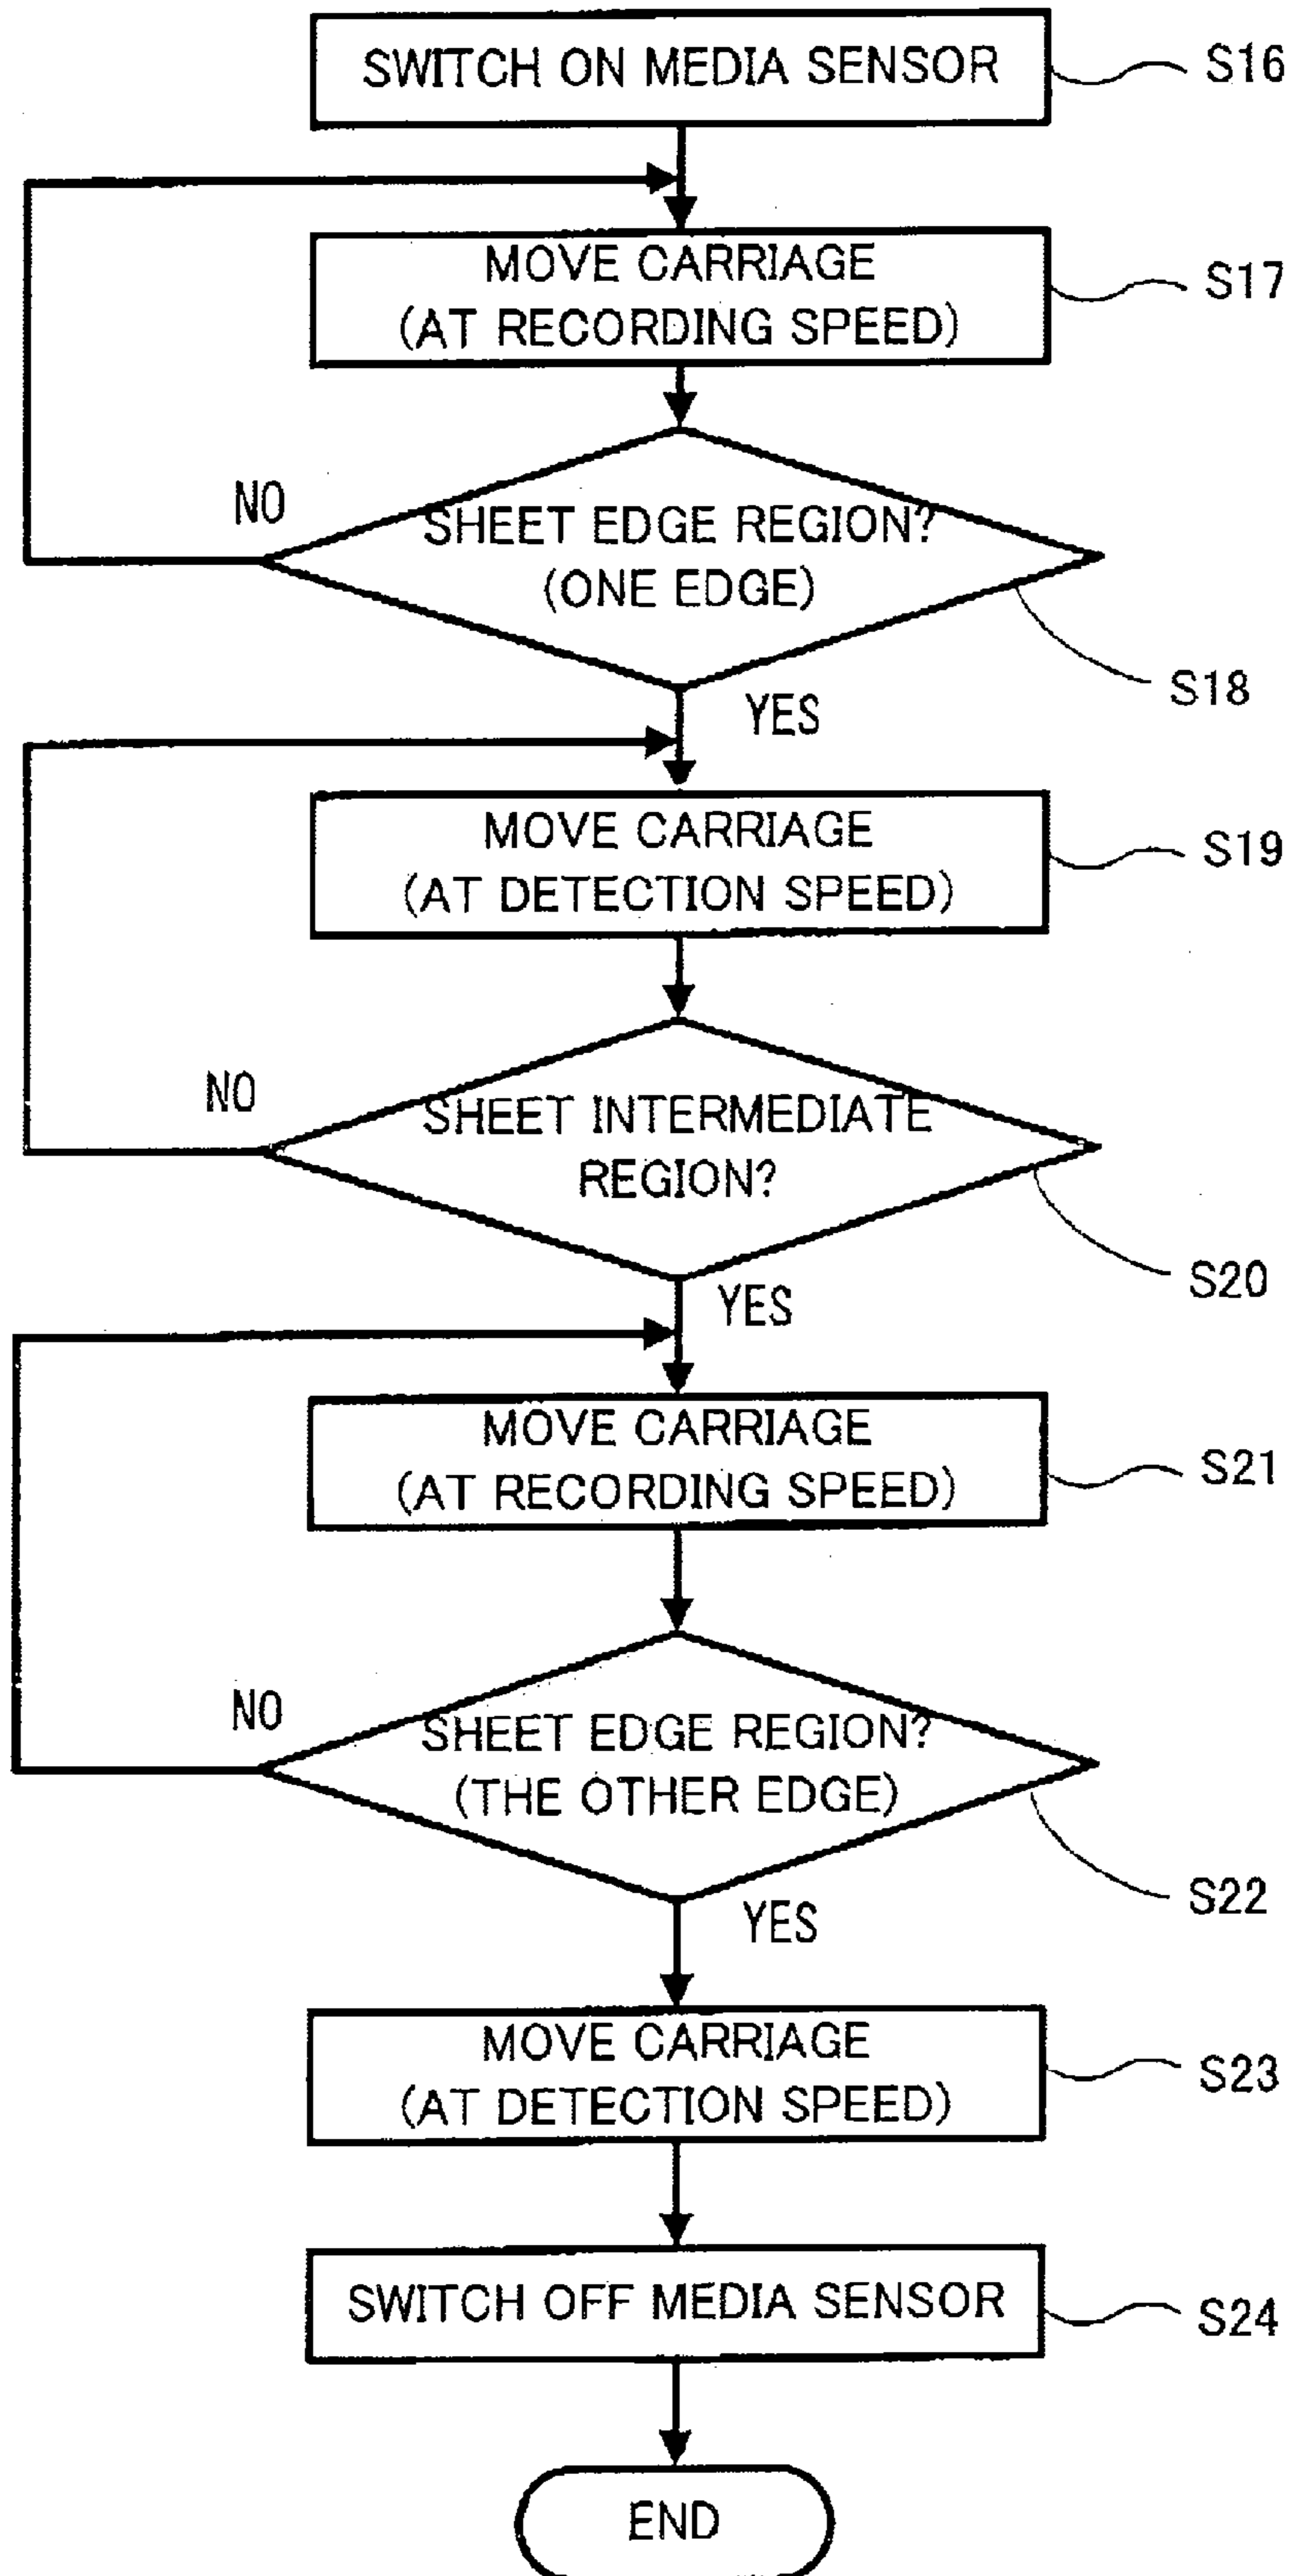 SWITCH ON MEDIA SENSOR
S16
MOVE CARRIAGE
(AT RECORDING SPEED)
S17
NO
SHEET EDGE REGION?
(ONE EDGE)
S18
YES
MOVE CARRIAGE
(AT DETECTION SPEED)
S19
NO
SHEET INTERMEDIATE
REGION?
S20
YES
MOVE CARRIAGE
(AT RECORDING SPEED)
S21
NO
SHEET EDGE REGION?
(THE OTHER EDGE)
S22
YES
MOVE CARRIAGE
(AT DETECTION SPEED)
S23
SWITCH OFF MEDIA SENSOR
S24
END